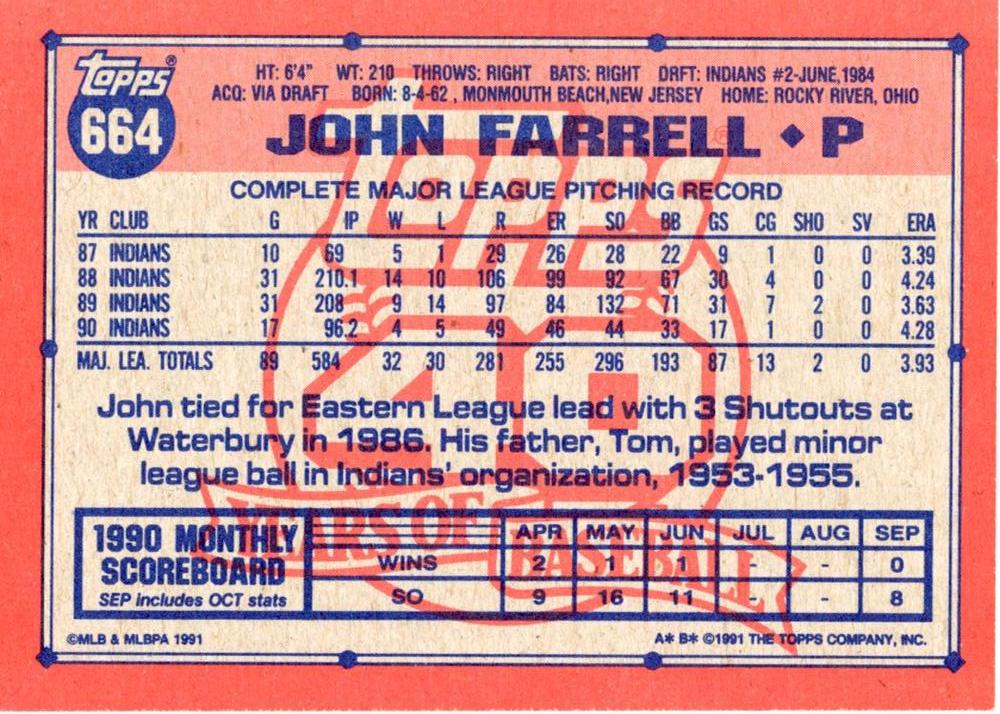 Topps®
664
HT: 6'4" WT: 210 THROWS: RIGHT BATS: RIGHT DRFT: INDIANS #2-JUNE,1984
ACQ: VIA DRAFT BORN: 8-4-62 , MONMOUTH BEACH,NEW JERSEY HOME: ROCKY RIVER, OHIO
JOHN FARRELL ◆ P
COMPLETE MAJOR LEAGUE PITCHING RECORD
YR CLUB G IP W L R ER SO BB GS CG SHO SV ERA
87 INDIANS 10 69 5 1 29 26 28 22 9 1 0 0 3.39
88 INDIANS 31 210.1 14 10 106 99 92 67 30 4 0 0 4.24
89 INDIANS 31 208 9 14 97 84 132 71 31 7 2 0 3.63
90 INDIANS 17 96.2 4 5 49 46 44 33 17 1 0 0 4.28
MAJ. LEA. TOTALS 89 584 32 30 281 255 296 193 87 13 2 0 3.93
Topps®
40
YEARS OF BASEBALL
John tied for Eastern League lead with 3 Shutouts at
Waterbury in 1986. His father, Tom, played minor
league ball in Indians' organization, 1953-1955.
1990 MONTHLY
SCOREBOARD
SEP includes OCT stats
APR MAY JUN JUL AUG SEP
WINS 2 1 1 - - 0
SO 9 16 11 - - 8
©MLB & MLBPA 1991
A* B* ©1991 THE TOPPS COMPANY, INC.